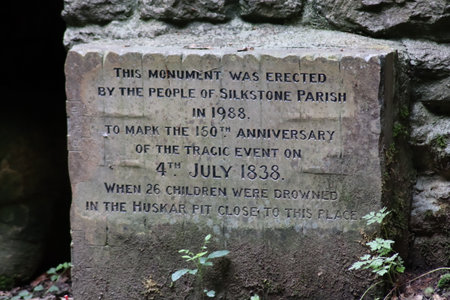 THIS MONUMENT WAS ERECTED
BY THE PEOPLE OF SILKSTONE PARISH
IN 1988.
TO MARK THE 150TH ANNIVERSARY
OF THE TRAGIC EVENT ON
4TH JULY 1838.
WHEN 26 CHILDREN WERE DROWNED
IN THE HUSKAR PIT CLOSE TO THIS PLACE